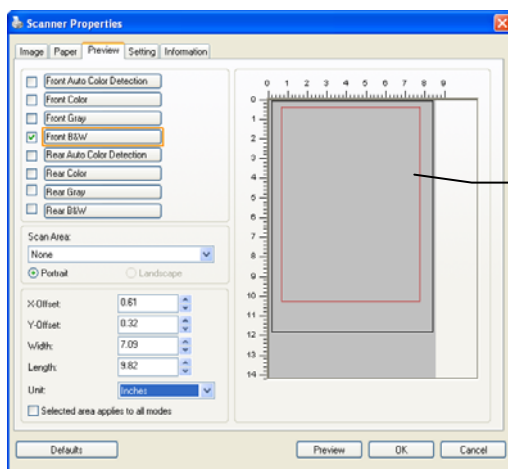 Scanner Properties
Image Paper Preview Setting Information
Front Auto Color Detection
Front Color
Front Gray
Front B&W
Rear Auto Color Detection
Rear Color
Rear Gray
Rear B&W
Scan Area:
None
Portrait Landscape
X-Offset: 0.61
Y-Offset: 0.32
Width: 7.09
Length: 9.82
Unit: Inches
Selected area applies to all modes
0 1 2 3 4 5 6 7 8 9
0
1
2
3
4
5
6
7
8
9
10
11
12
13
14
Defaults Preview OK Cancel